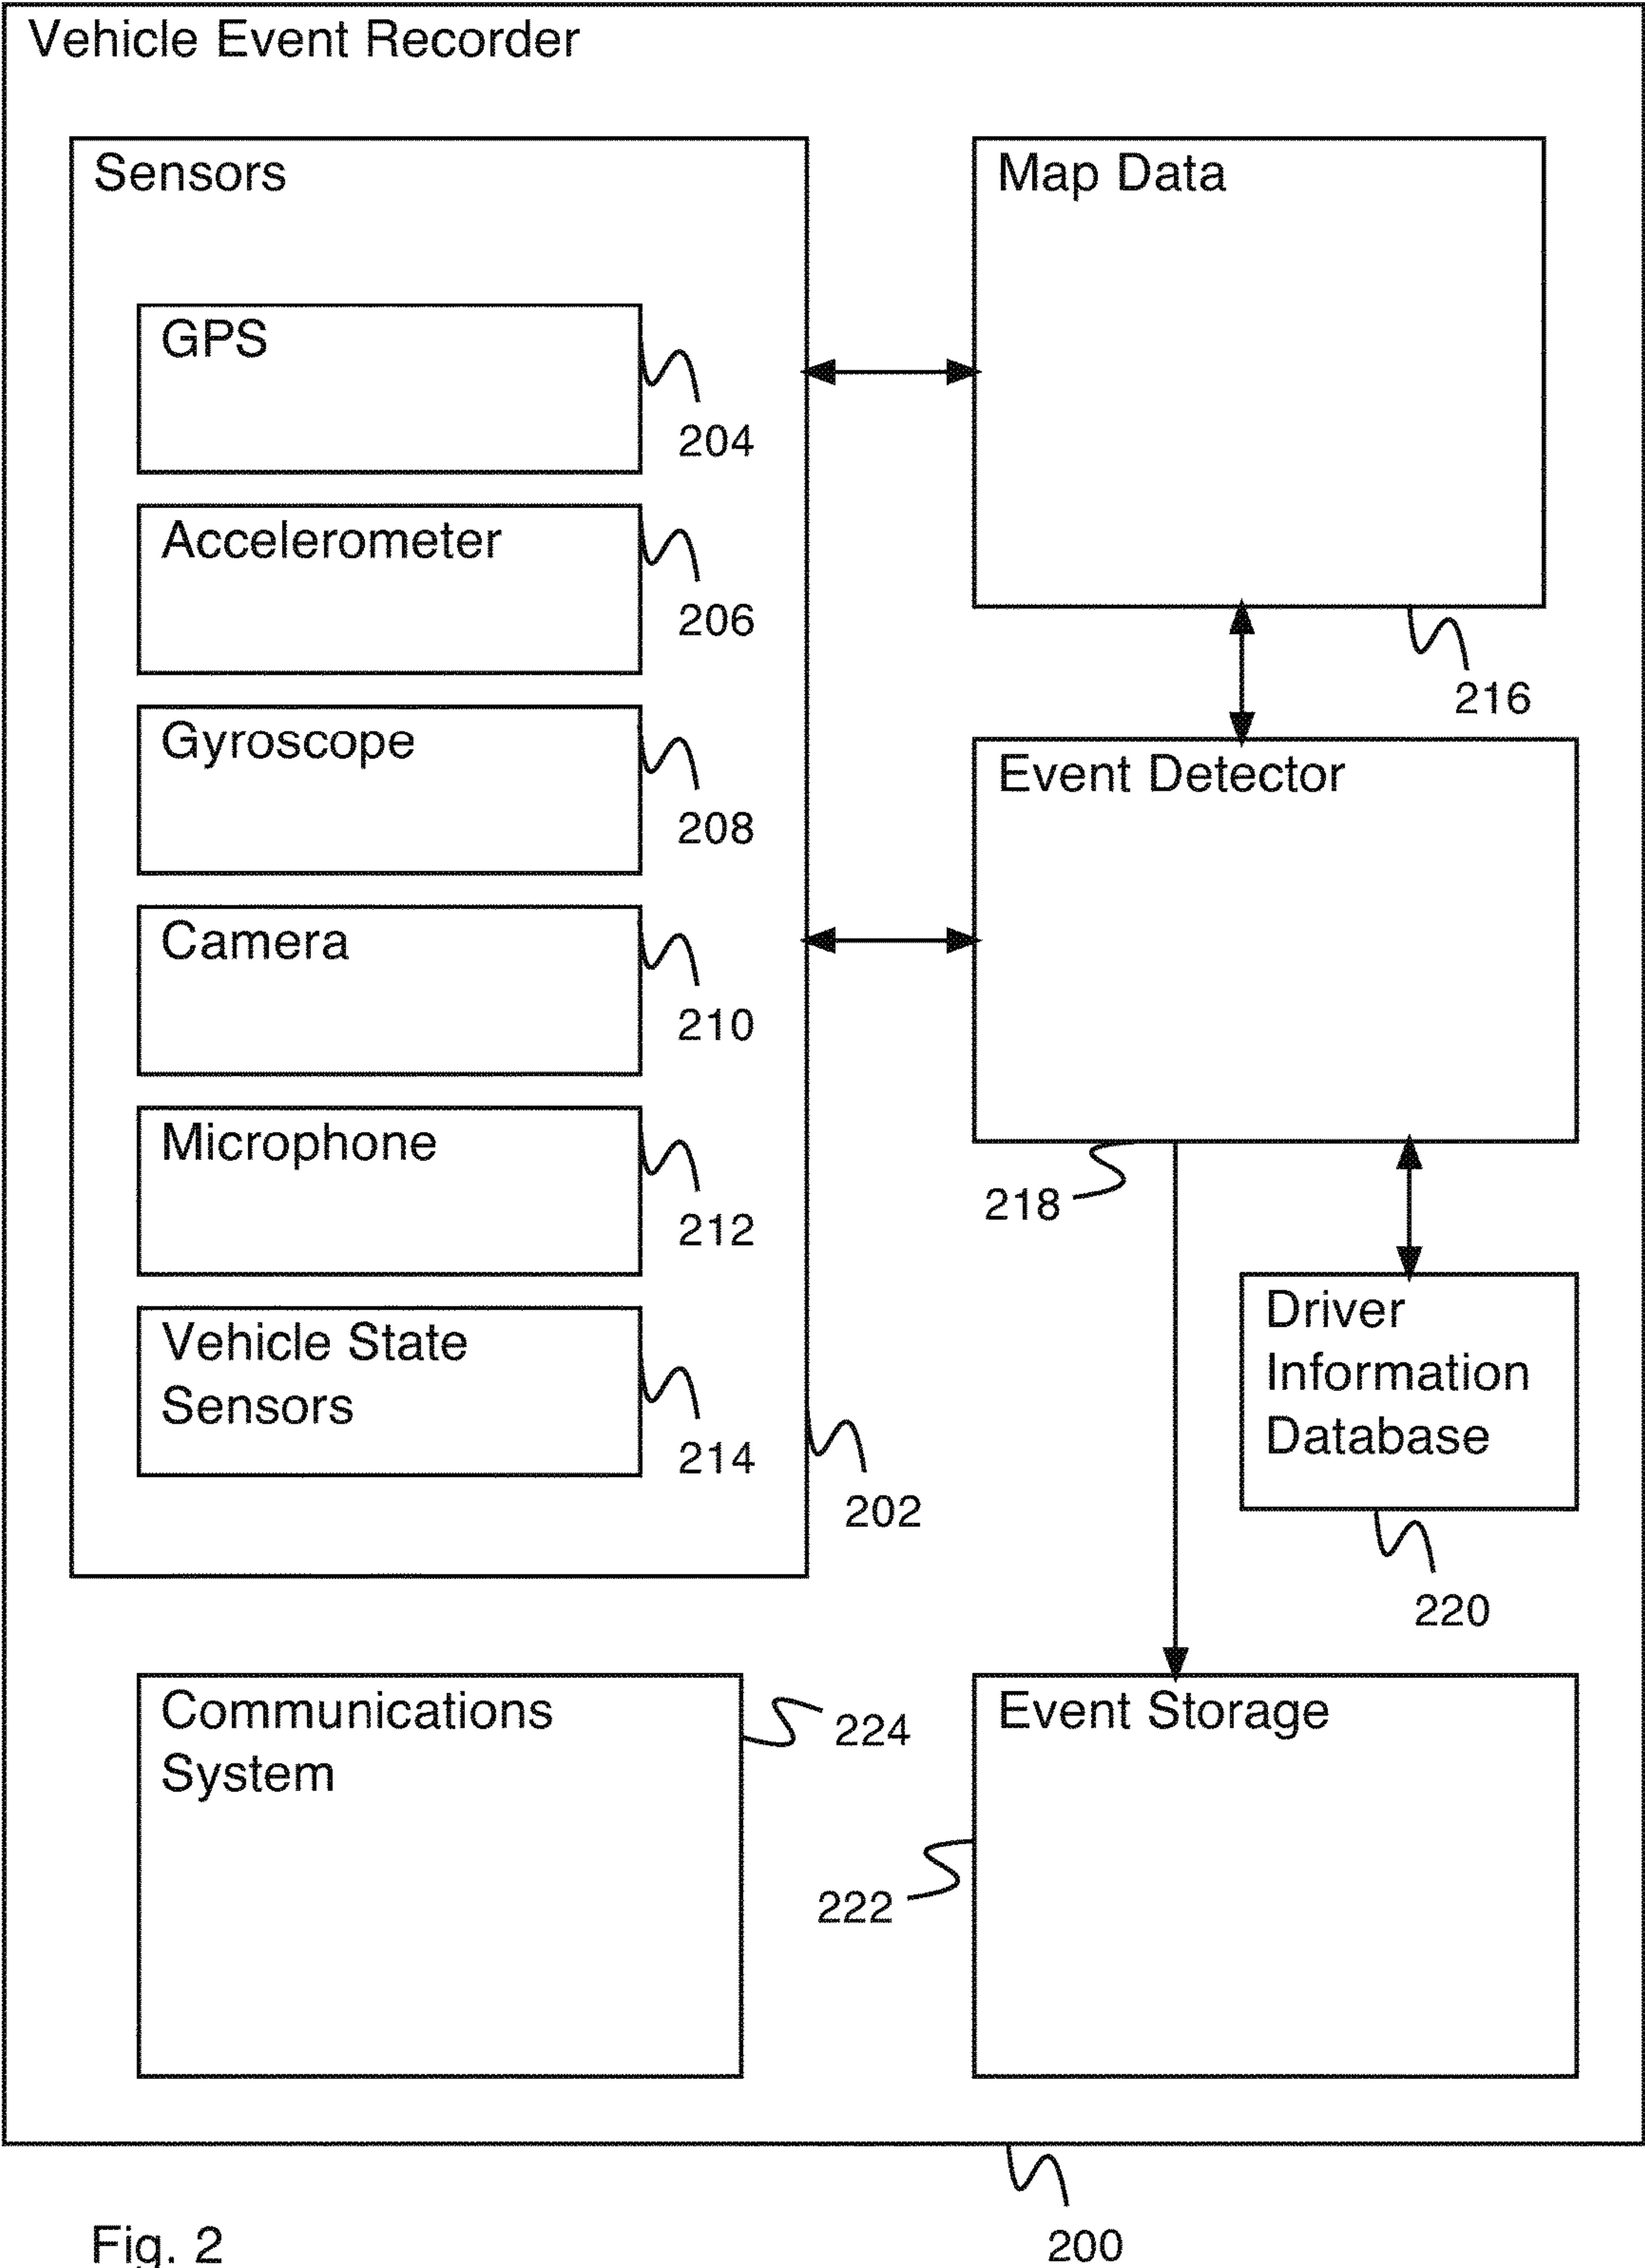 Vehicle Event Recorder
Sensors
GPS
204
Accelerometer
206
Gyroscope
208
Camera
210
Microphone
212
Vehicle State
Sensors
214
202
Map Data
216
Event Detector
218
Driver
Information
Database
220
Communications
System
224
Event Storage
222
200
Fig. 2